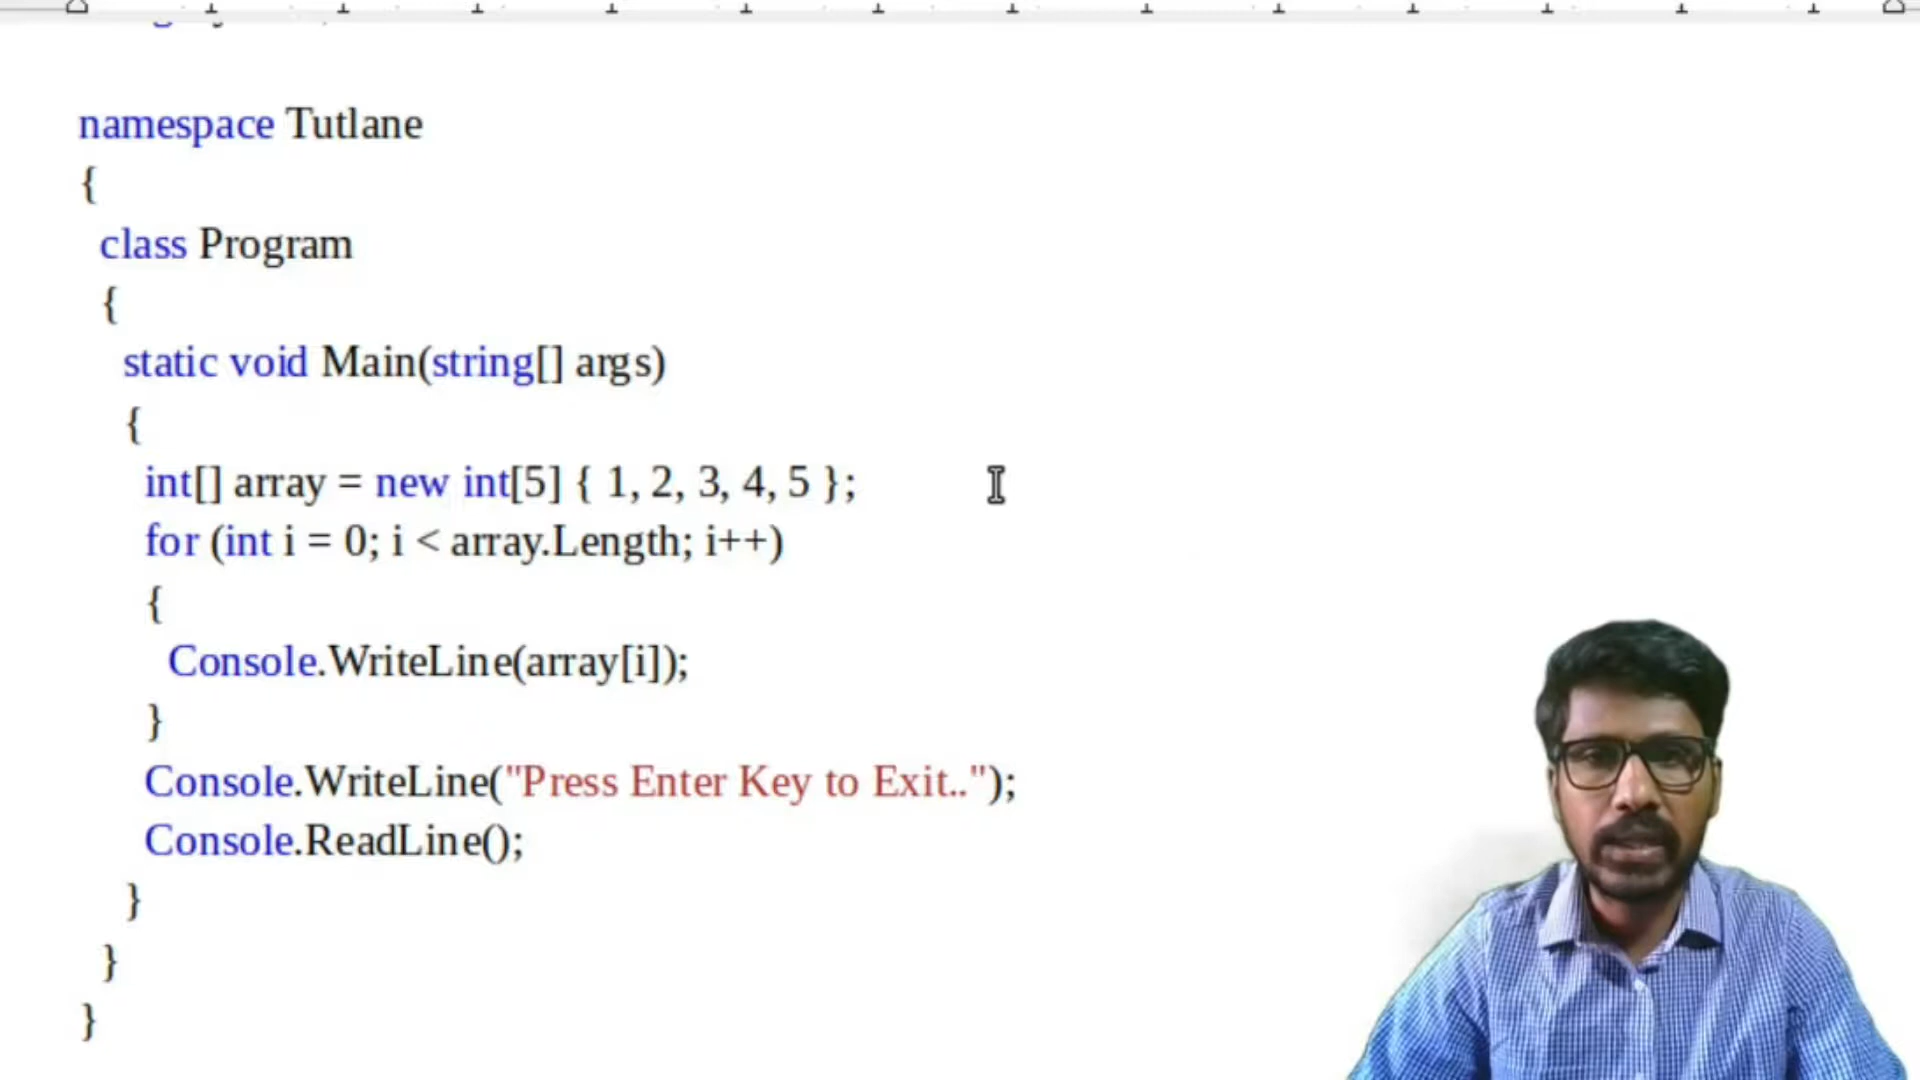 namespace Tutlane
{
class Program
{
static void Main(string[] args)
{
int[] array = new int[5] { 1, 2, 3, 4, 5 };
for (int i = 0; i < array.Length; i++)
{
Console.WriteLine(array[i]);
}
Console.WriteLine("Press Enter Key to Exit..");
Console.ReadLine();
}
}
}